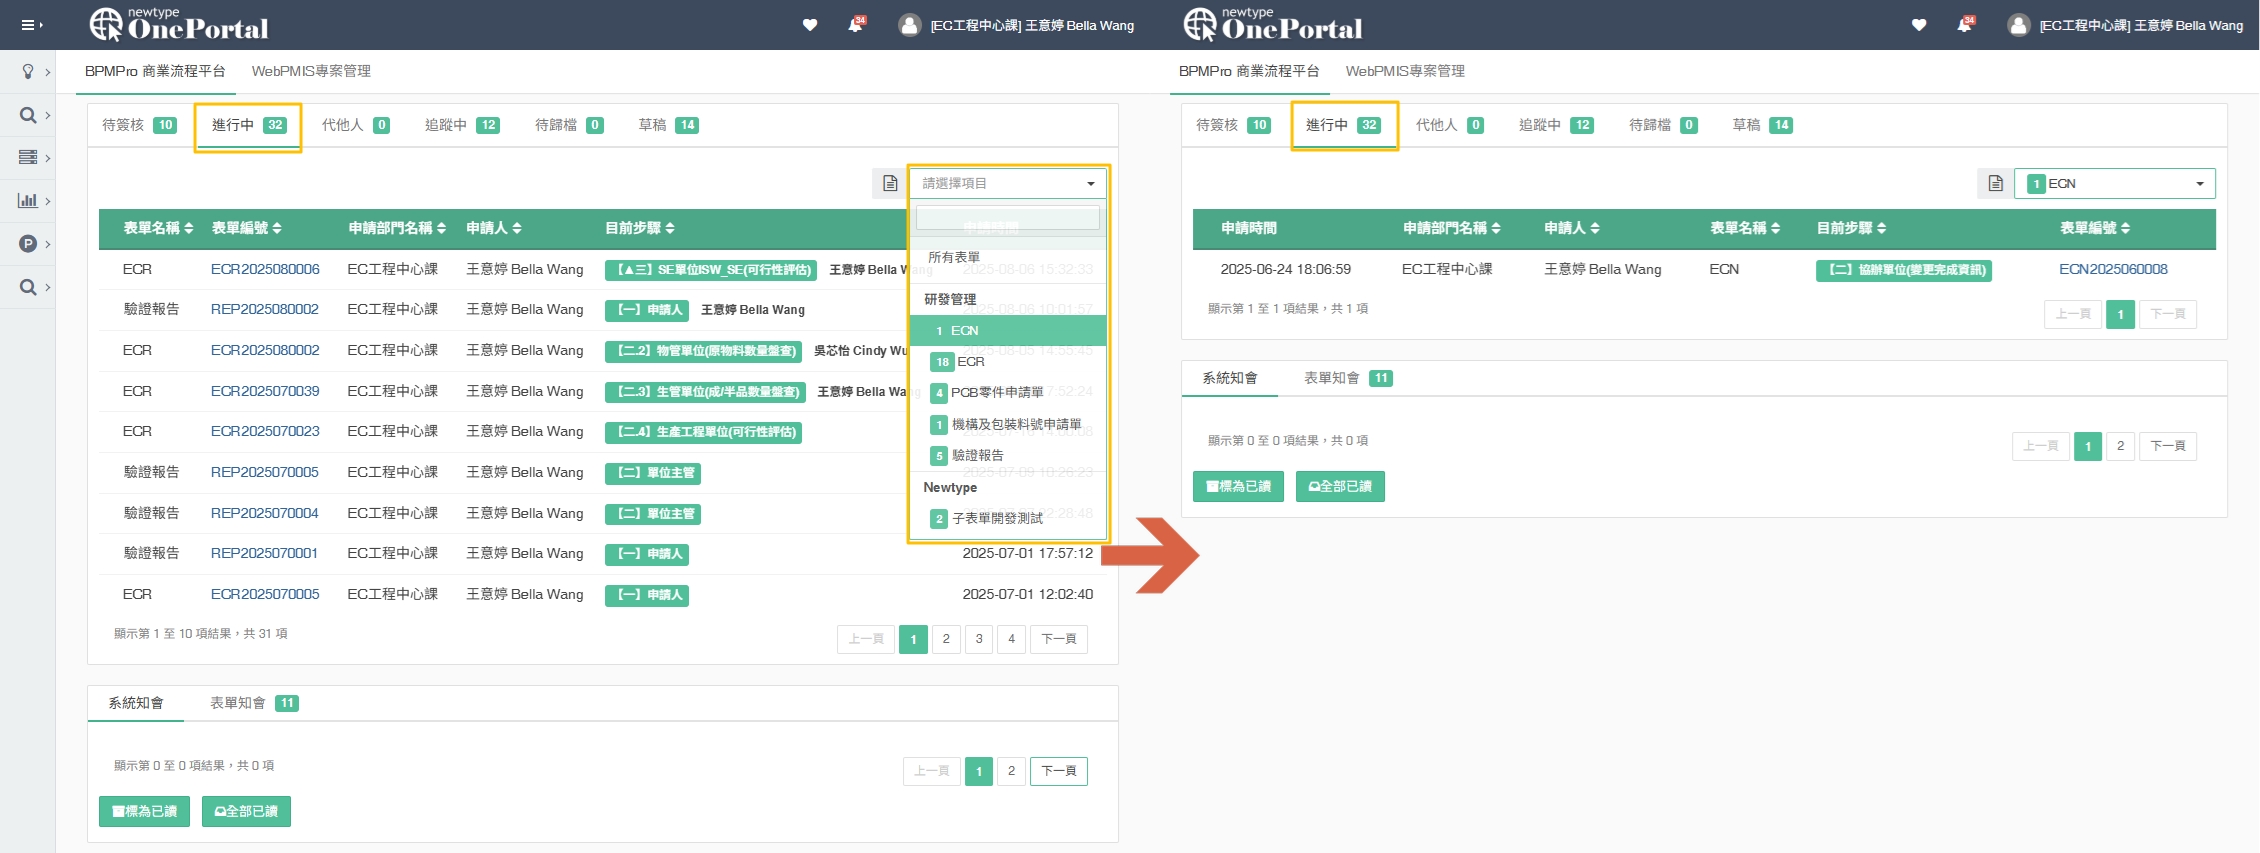 newtype
OnePortal
34
[EC工程中心課] 王意婷 Bella Wang
BPMPro 商業流程平台 WebPMIS專案管理
待簽核 10 進行中 32 代他人 0 追蹤中 12 待歸檔 0 草稿 14
請選擇項目
表單名稱 表單編號 申請部門名稱 申請人 目前步驟 申請時間
ECR ECR2025080006 EC工程中心課 王意婷 Bella Wang 【▲三】SE單位ISW_SE(可行性評估) 王意婷 Bella Wang 2025-08-06 15:32:33
驗證報告 REP2025080002 EC工程中心課 王意婷 Bella Wang 【一】申請人 王意婷 Bella Wang 2025-08-06 10:01:57
ECR ECR2025080002 EC工程中心課 王意婷 Bella Wang 【二.2】物管單位(原物料數量盤查) 吳芯怡 Cindy Wu 2025-08-05 14:55:45
ECR ECR2025070039 EC工程中心課 王意婷 Bella Wang 【二.3】生管單位(成/半品數量盤查) 王意婷 Bella Wang 7:52:24
ECR ECR2025070023 EC工程中心課 王意婷 Bella Wang 【二.4】生產工程單位(可行性評估)
驗證報告 REP2025070005 EC工程中心課 王意婷 Bella Wang 【二】單位主管 2025-07-09 10:26:23
驗證報告 REP2025070004 EC工程中心課 王意婷 Bella Wang 【二】單位主管 2:28:48
驗證報告 REP2025070001 EC工程中心課 王意婷 Bella Wang 【一】申請人 2025-07-01 17:57:12
ECR ECR2025070005 EC工程中心課 王意婷 Bella Wang 【一】申請人 2025-07-01 12:02:40
所有表單
研發管理
1 ECN
18 ECR
4 PCB零件申請單
1 機構及包裝料號申請單
5 驗證報告
Newtype
2 子表單開發測試
顯示第 1 至 10 項結果，共 31 項
上一頁 1 2 3 4 下一頁
系統知會 表單知會 11
顯示第 0 至 0 項結果，共 0 項
上一頁 1 2 下一頁
標為已讀 全部已讀
newtype
OnePortal
34
[EC工程中心課] 王意婷 Bella Wang
BPMPro 商業流程平台 WebPMIS專案管理
待簽核 10 進行中 32 代他人 0 追蹤中 12 待歸檔 0 草稿 14
1 ECN
申請時間 申請部門名稱 申請人 表單名稱 目前步驟 表單編號
2025-06-24 18:06:59 EC工程中心課 王意婷 Bella Wang ECN 【二】協辦單位(變更完成資訊) ECN2025060008
顯示第 1 至 1 項結果，共 1 項
上一頁 1 下一頁
系統知會 表單知會 11
顯示第 0 至 0 項結果，共 0 項
上一頁 1 2 下一頁
標為已讀 全部已讀
P